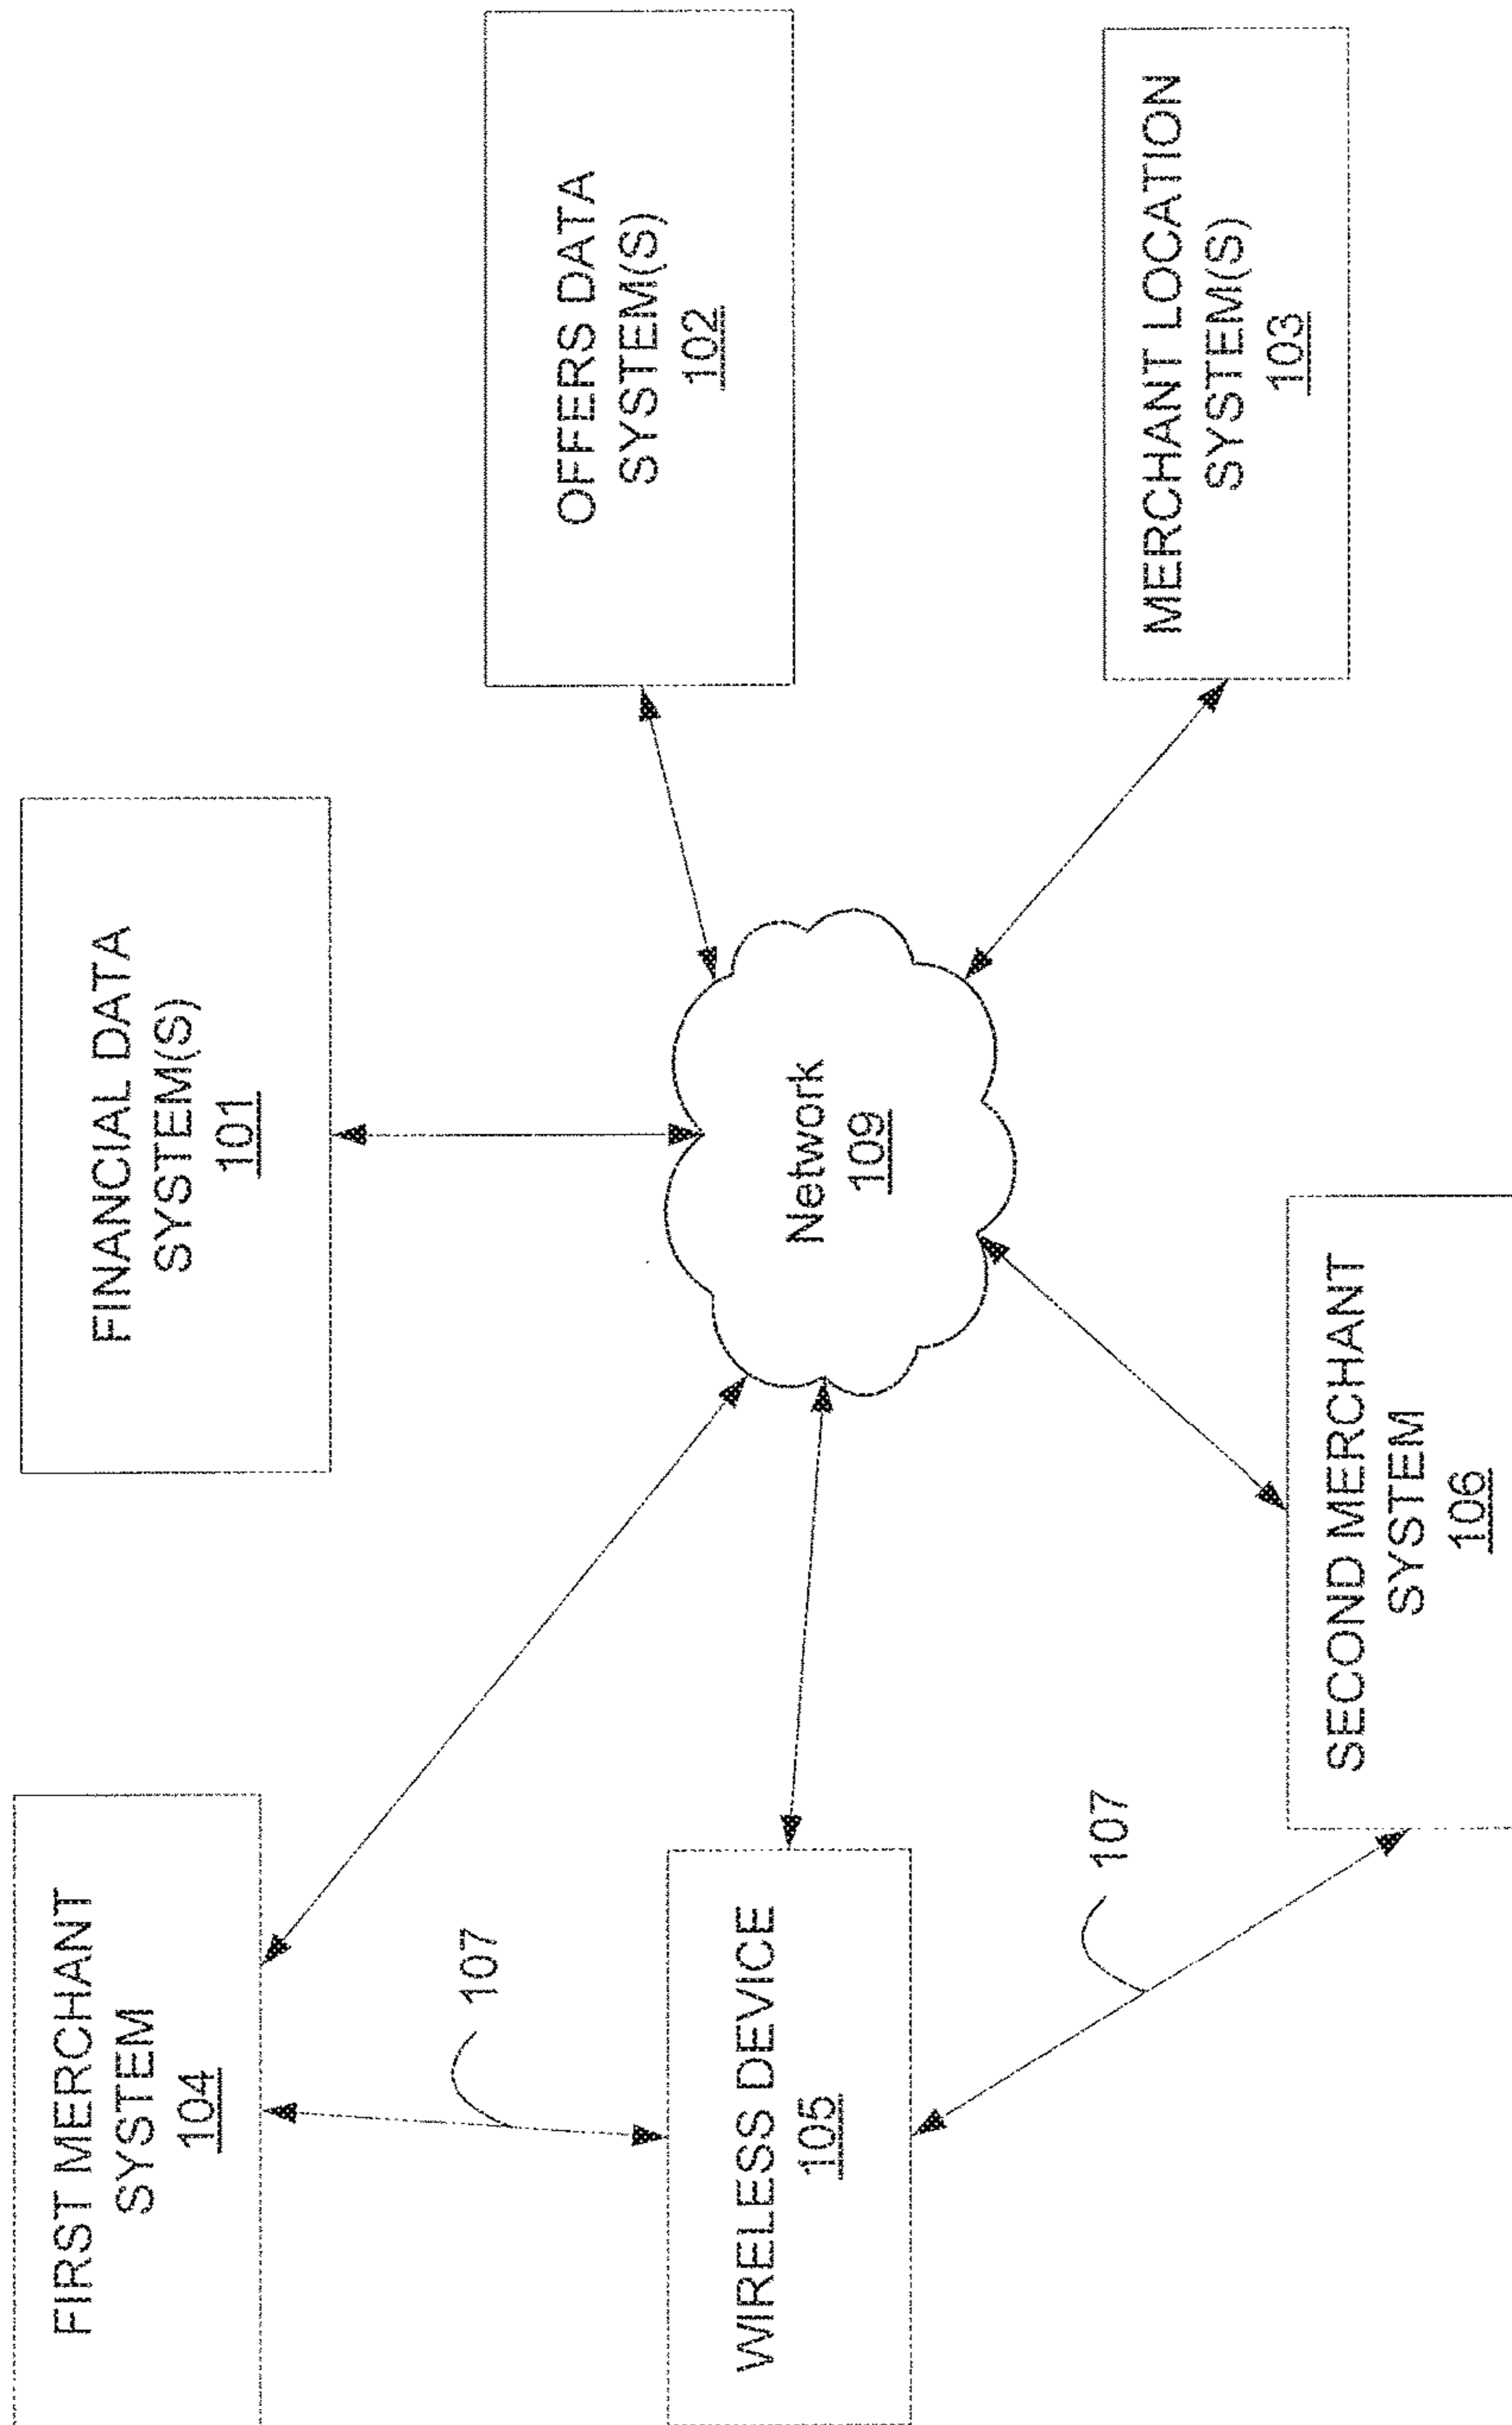 FIRST MERCHANT
SYSTEM
104
FINANCIAL DATA
SYSTEM(S)
101
OFFERS DATA
SYSTEM(S)
102
107
WIRELESS DEVICE
105
Network
109
107
SECOND MERCHANT
SYSTEM
106
MERCHANT LOCATION
SYSTEM(S)
103